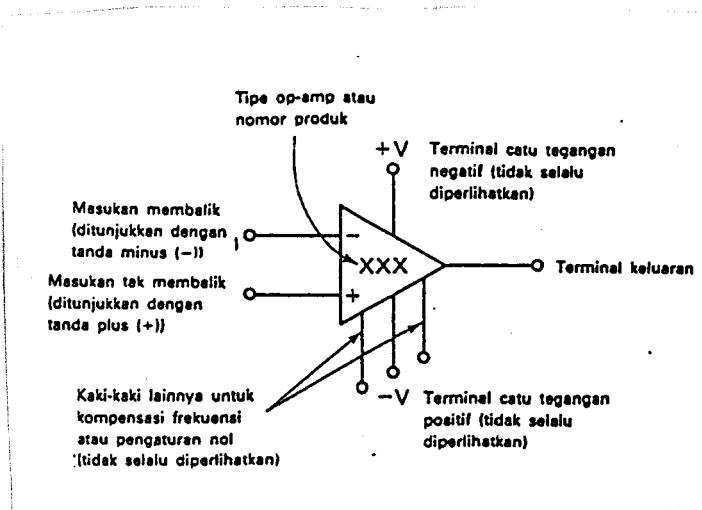 Tipe op-amp atau
nomor produk
+V
Terminal catu tegangan
negatif (tidak selalu
diperlihatkan)
Masukan membalik
(ditunjukkan dengan
tanda minus (−))
−
XXX
Terminal keluaran
Masukan tak membalik
(ditunjukkan dengan
tanda plus (+))
+
Kaki-kaki lainnya untuk
kompensasi frekuensi
atau pengaturan nol
(tidak selalu diperlihatkan)
−V
Terminal catu tegangan
positif (tidak selalu
diperlihatkan)